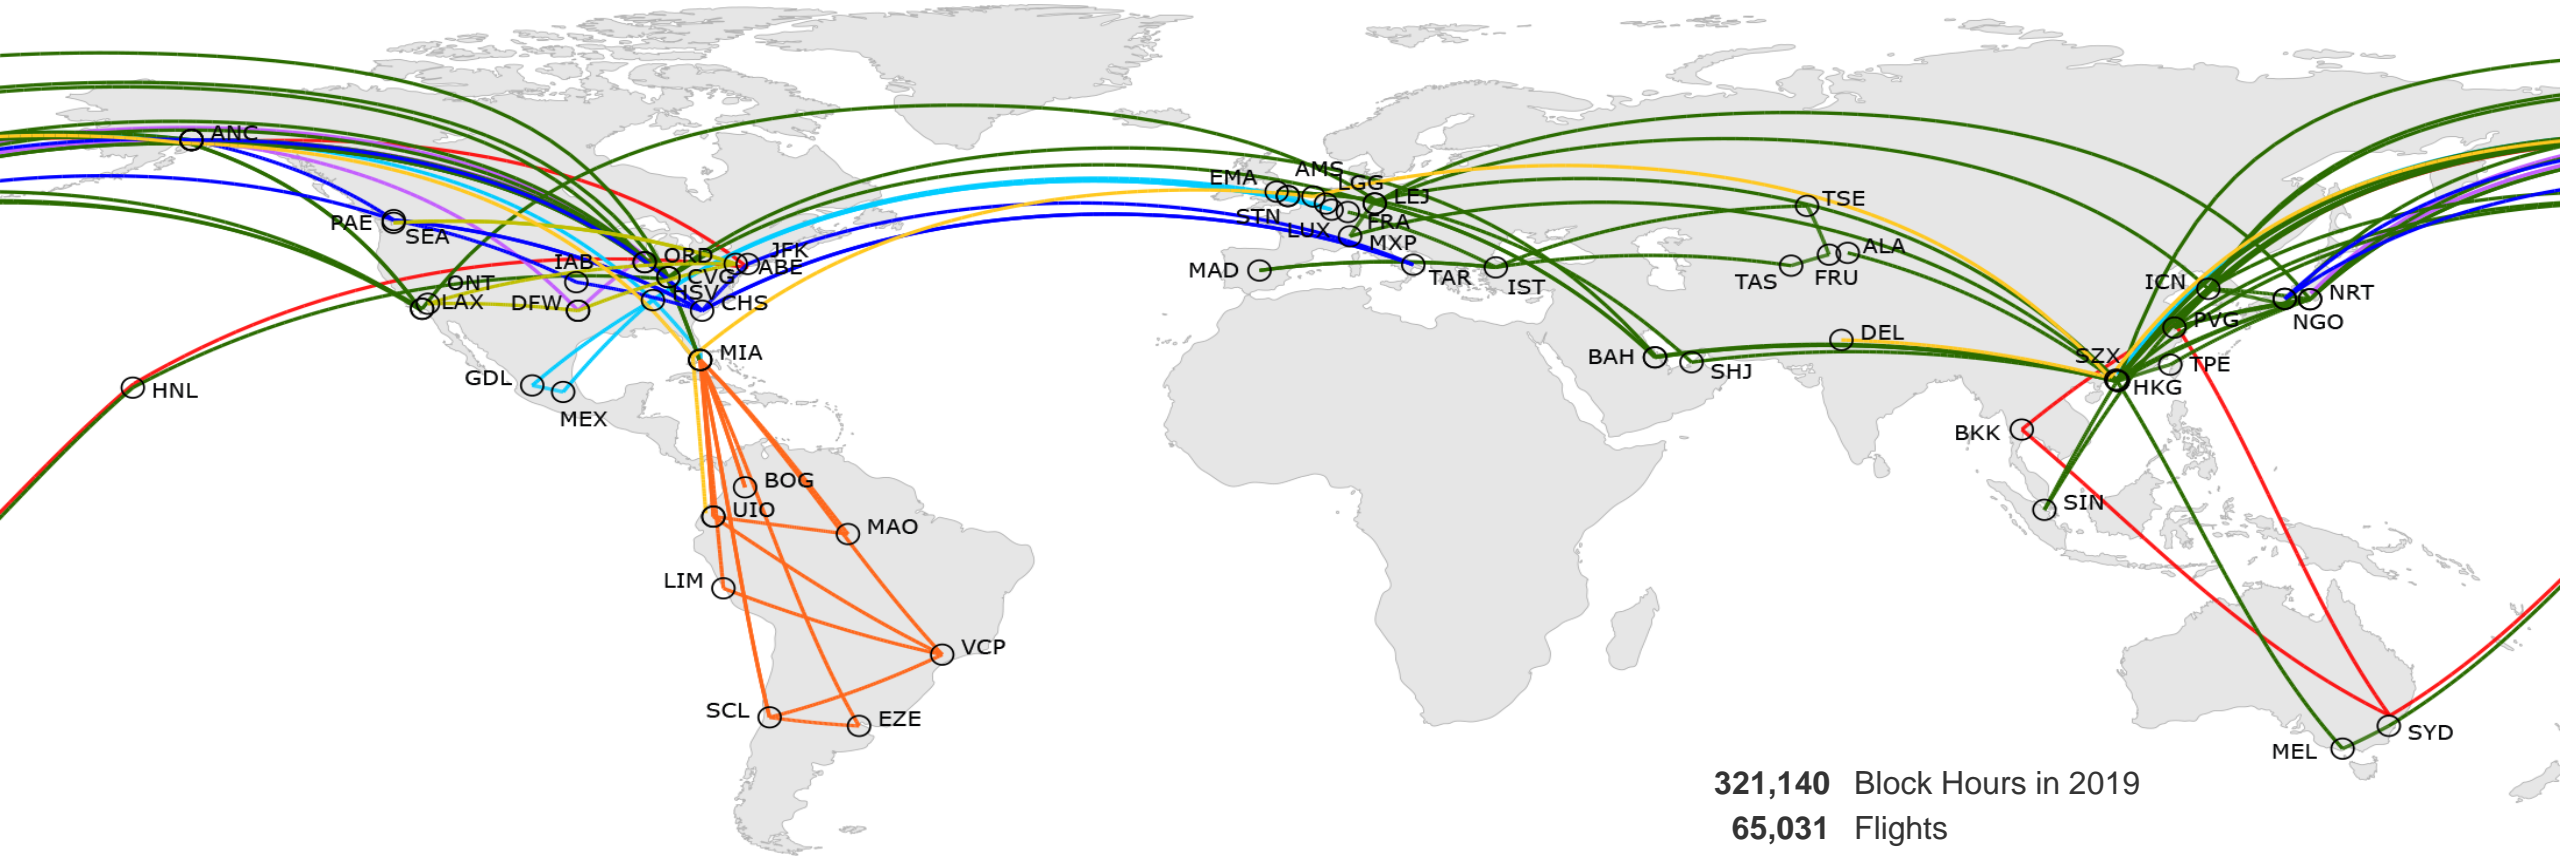 ANC
AMS
EMA
LGG
LEJ
TSE
STN
FRA
PAE
SEA
LUX
MXP
ORD
JFK
ALA
IAB
ABE
MAD
TAR
TAS
FRU
IST
ONT
CVG
ICN
NRT
LAX
DFW
HSV
CHS
PVG
NGO
DEL
MIA
BAH
SHJ
SZX
TPE
HNL
GDL
HKG
MEX
BKK
BOG
UIO
SIN
MAO
LIM
VCP
SCL
EZE
SYD
MEL
321,140 Block Hours in 2019
65,031 Flights